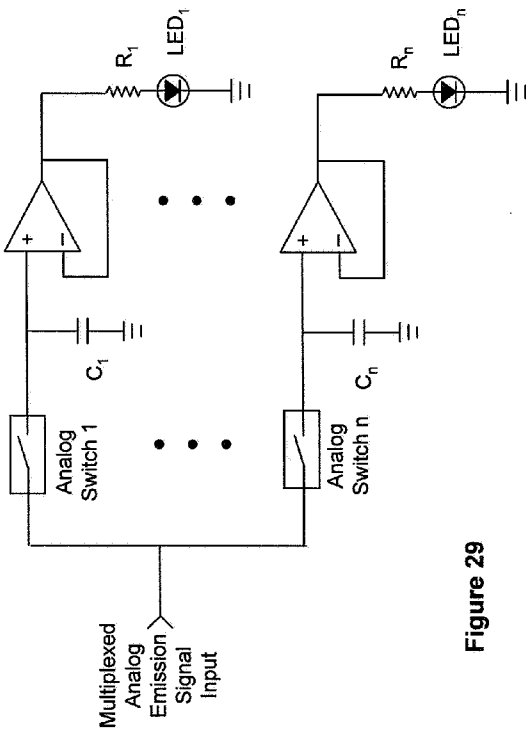 Multiplexed
Analog
Emission
Signal
Input
Analog
Switch 1
C1
+
−
R1
LED1
Analog
Switch n
Cn
+
−
Rn
LEDn
Figure 29